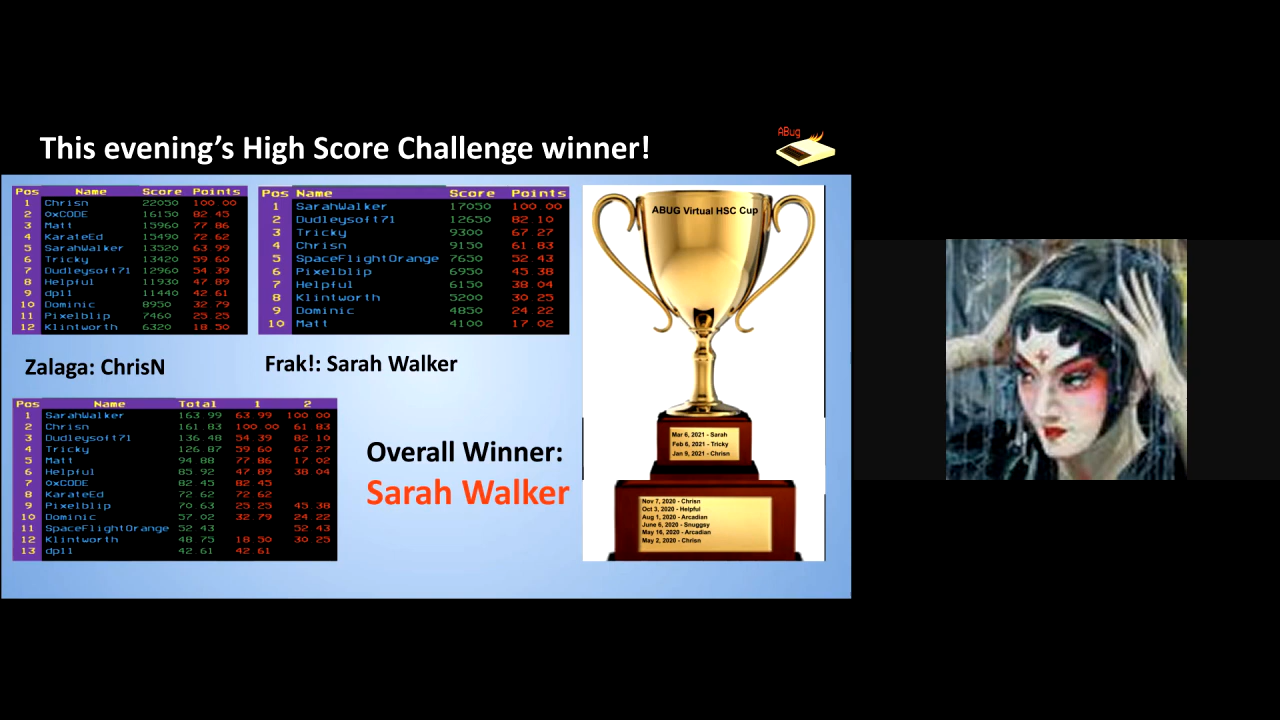 This evening's High Score Challenge winner!
ABug
Pos Name Score Points
1 Chrisn 22050 100 00
2 0xC0DE 16150 82 45
3 Matt 15960 77 86
4 KarateEd 15490 72 62
5 SarahWalker 13520 63 99
6 Tricky 13420 59 60
7 Dudleysoft71 12960 54 39
8 Helpful 11930 47 89
9 dp11 11440 42 61
10 Dominic 8950 32 79
11 Pixelblip 7460 25 25
12 Klintworth 6320 18 50
Pos Name Score Points
1 SarahWalker 17050 100 00
2 Dudleysoft71 12650 82 10
3 Tricky 9300 67 27
4 Chrisn 9150 61 83
5 SpaceFlightOrange 7650 52 43
6 Pixelblip 6950 45 38
7 Helpful 6150 38 04
8 Klintworth 5200 30 25
9 Dominic 4850 24 22
10 Matt 4100 17 02
Zalaga: ChrisN
Frak!: Sarah Walker
Pos Name Total 1 2
1 SarahWalker 163 99 63 99 100 00
2 Chrisn 161 83 100 00 61 83
3 Dudleysoft71 136 48 54 39 82 10
4 Tricky 126 87 59 60 67 27
5 Matt 94 88 77 86 17 02
6 Helpful 85 92 47 89 38 04
7 0xC0DE 82 45 82 45
8 KarateEd 72 62 72 62
9 Pixelblip 70 63 25 25 45 38
10 Dominic 57 02 32 79 24 22
11 SpaceFlightOrange 52 43 52 43
12 Klintworth 48 75 18 50 30 25
13 dp11 42 61 42 61
Overall Winner:
Sarah Walker
ABUG Virtual HSC Cup
Mar 6, 2021 - Sarah
Feb 6, 2021 - Tricky
Jan 9, 2021 - Chrisn
Nov 7, 2020 - Chrisn
Oct 3, 2020 - Helpful
Aug 1, 2020 - Arcadian
June 6, 2020 - Snuggsy
May 16, 2020 - Arcadian
May 2, 2020 - Chrisn